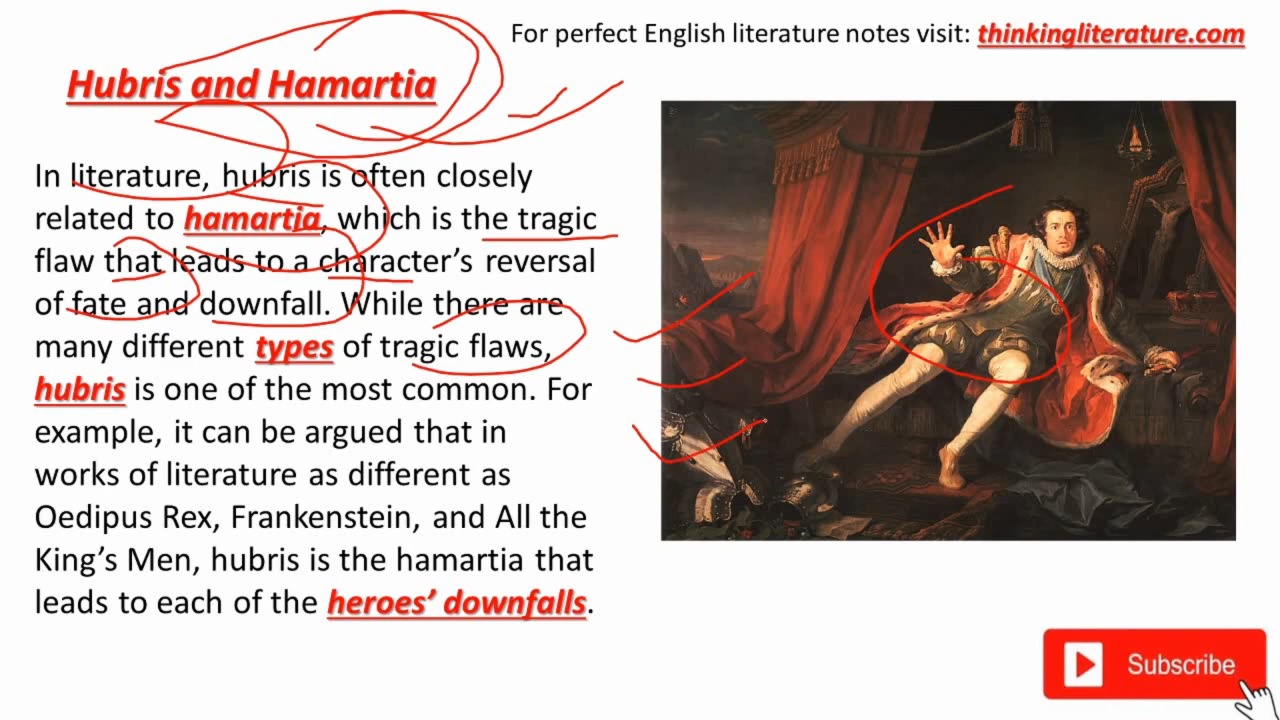 For perfect English literature notes visit: thinkingliterature.com
Hubris and Hamartia
In literature, hubris is often closely
related to hamartia, which is the tragic
flaw that leads to a character’s reversal
of fate and downfall. While there are
many different types of tragic flaws,
hubris is one of the most common. For
example, it can be argued that in
works of literature as different as
Oedipus Rex, Frankenstein, and All the
King’s Men, hubris is the hamartia that
leads to each of the heroes’ downfalls.
Subscribe